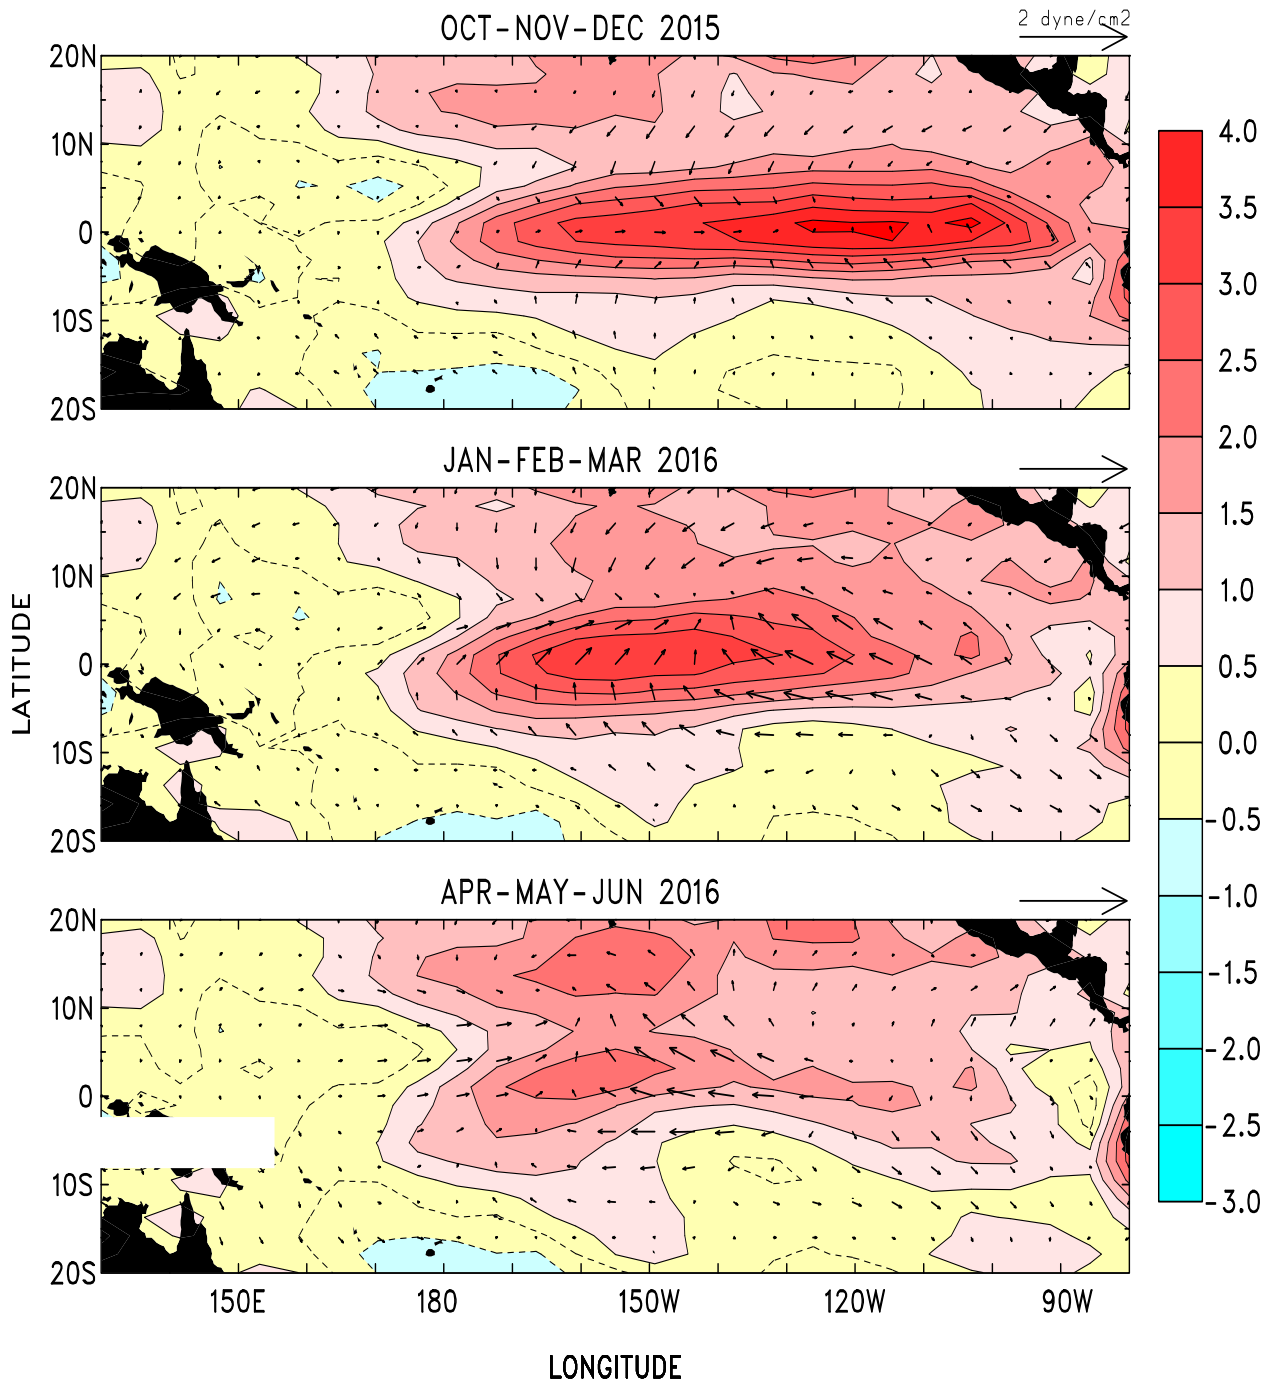 OCT-NOV-DEC 2015
2 dyne/cm2
20N
10N
0
10S
20S
JAN-FEB-MAR 2016
20N
10N
0
10S
20S
LATITUDE
APR-MAY-JUN 2016
20N
10N
0
10S
20S
150E
180
150W
120W
90W
LONGITUDE
4.0
3.5
3.0
2.5
2.0
1.5
1.0
0.5
0.0
-0.5
-1.0
-1.5
-2.0
-2.5
-3.0